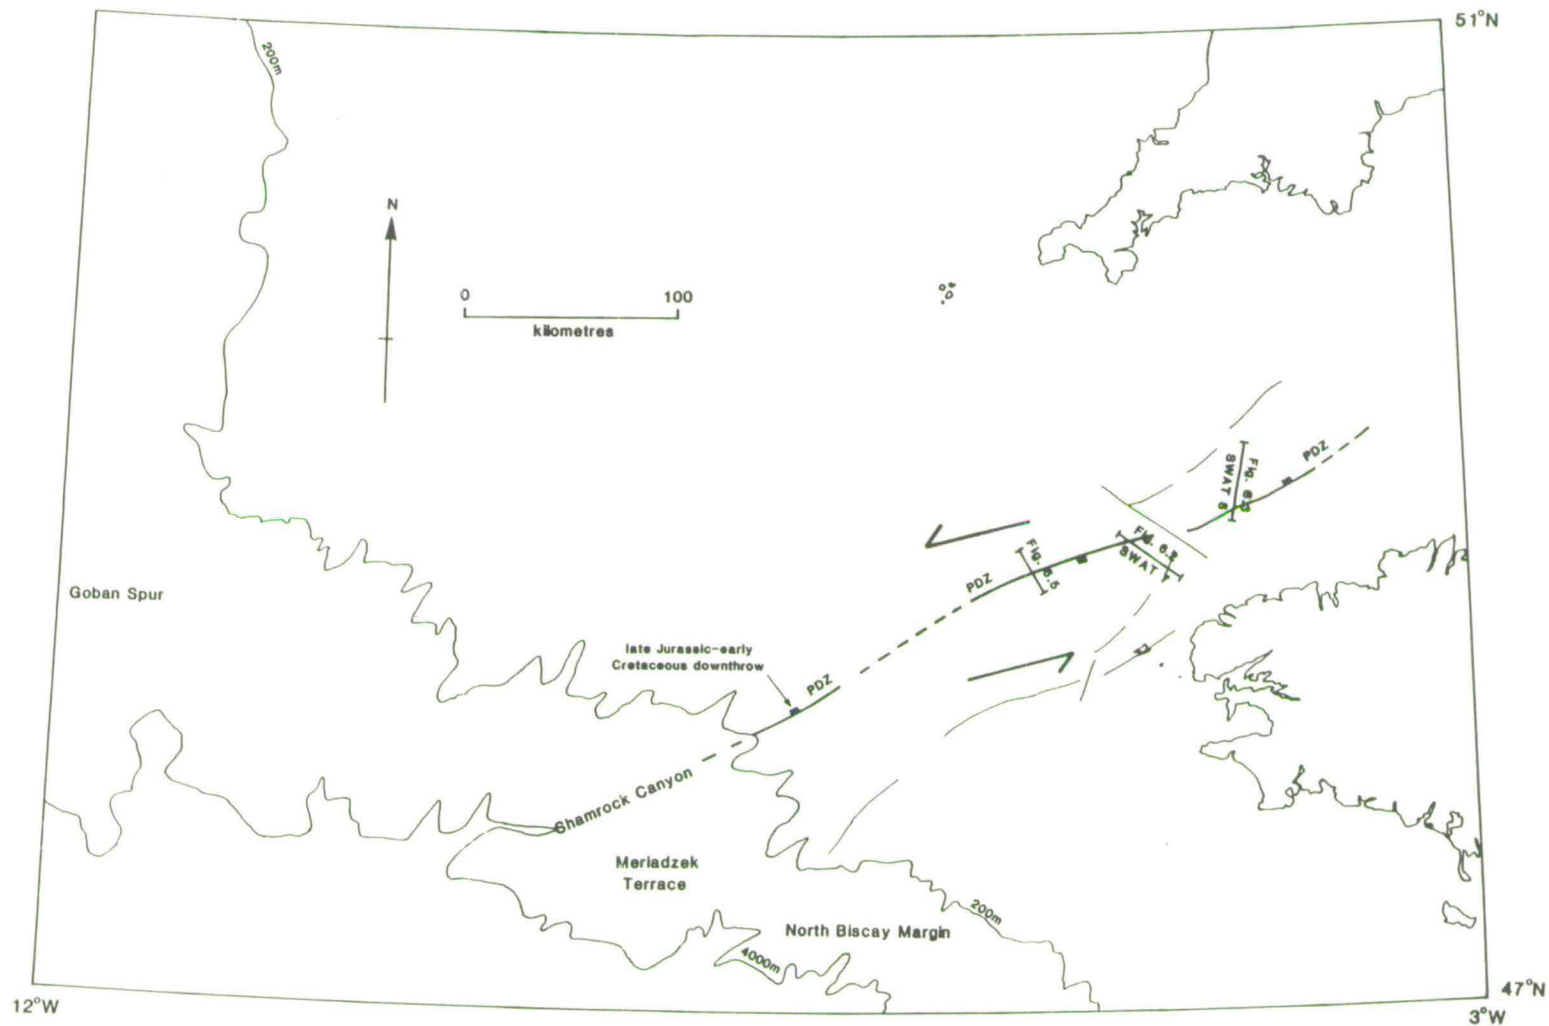 51°N
200m
N
0 100
kilometres
PDZ
Fig. 6.3
SWAT 8
Fig. 6.2
SWAT 7
Fig. 6.5
PDZ
Goban Spur
late Jurassic-early
Cretaceous downthrow
PDZ
Shamrock Canyon
Meriadzek
Terrace
200m
North Biscay Margin
4000m
12°W
47°N
3°W